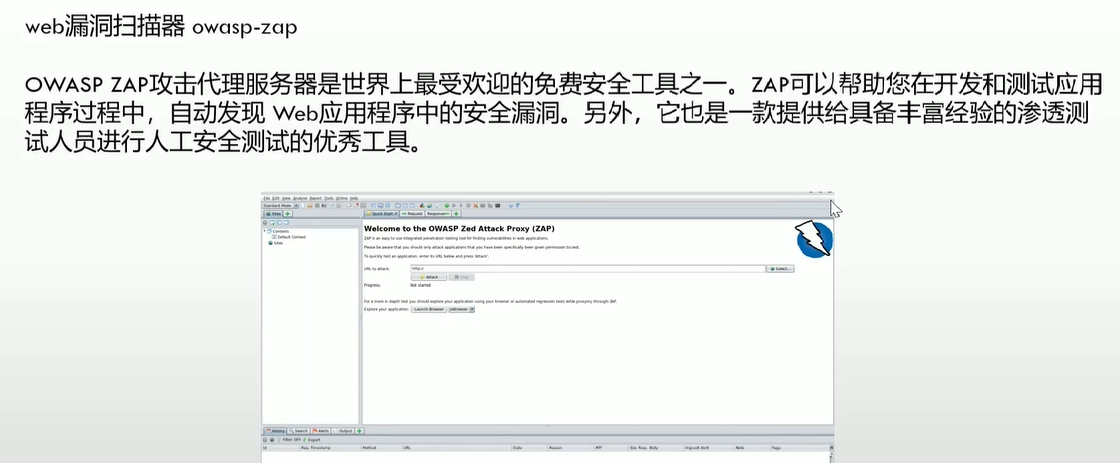 web漏洞扫描器 owasp-zap
OWASP ZAP攻击代理服务器是世界上最受欢迎的免费安全工具之一。ZAP可以帮助您在开发和测试应用
程序过程中，自动发现 Web应用程序中的安全漏洞。另外，它也是一款提供给具备丰富经验的渗透测
试人员进行人工安全测试的优秀工具。
File Edit View Analyse Report Tools Online Help
Standard Mode
Sites
Quick Start Request Response
Contexts
Default Context
Sites
Welcome to the OWASP Zed Attack Proxy (ZAP)
ZAP is an easy to use integrated penetration testing tool for finding vulnerabilities in web applications.
Please be aware that you should only attack applications that you have been specifically been given permission to test.
To quickly test an application, enter its URL below and press 'Attack'.
URL to attack: http:// Select...
Attack Stop
Progress: Not started
For a more in depth test you should explore your application using your browser or automated regression tests while proxying through ZAP.
Explore your application: Launch Browser JxBrowser
History Search Alerts Output
Filter: OFF Export
Id Req. Timestamp Method URL Code Reason RTT Size Resp. Body Highest Alert Note Tags